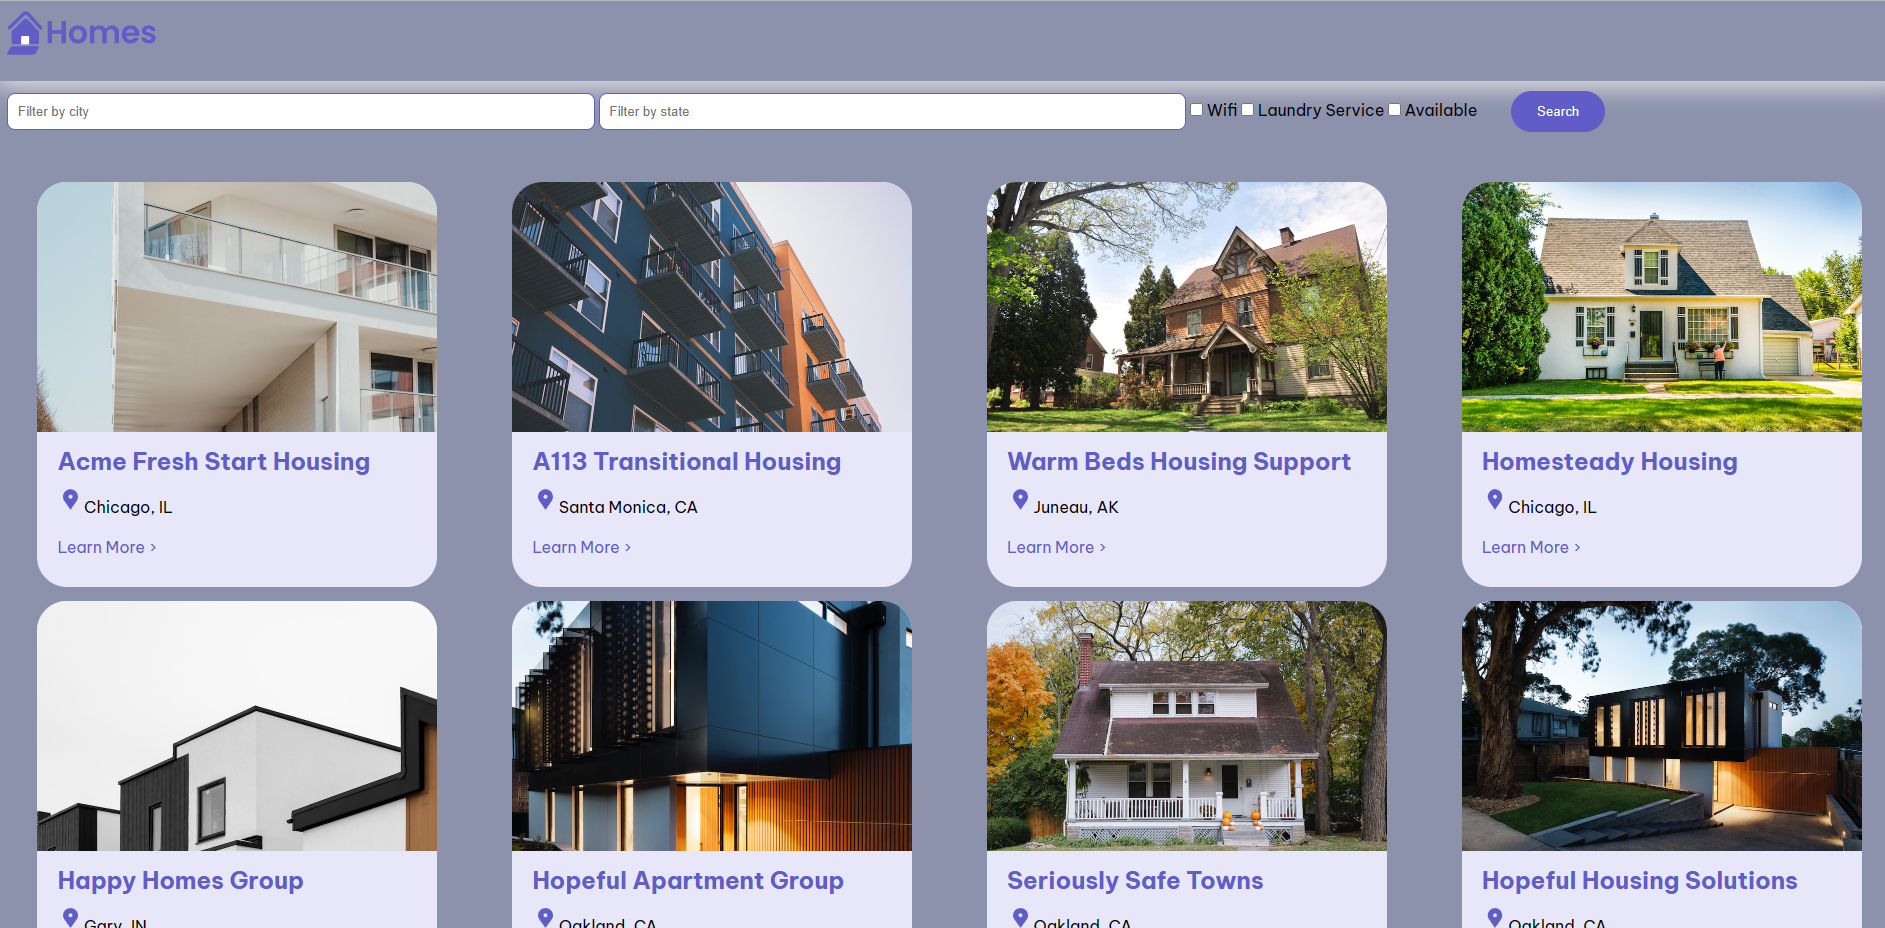 Homes
Filter by city
Filter by state
Wifi
Laundry Service
Available
Search
Acme Fresh Start Housing
Chicago, IL
Learn More >
A113 Transitional Housing
Santa Monica, CA
Learn More >
Warm Beds Housing Support
Juneau, AK
Learn More >
Homesteady Housing
Chicago, IL
Learn More >
Happy Homes Group
Gary, IN
Hopeful Apartment Group
Oakland, CA
Seriously Safe Towns
Oakland, CA
Hopeful Housing Solutions
Oakland, CA